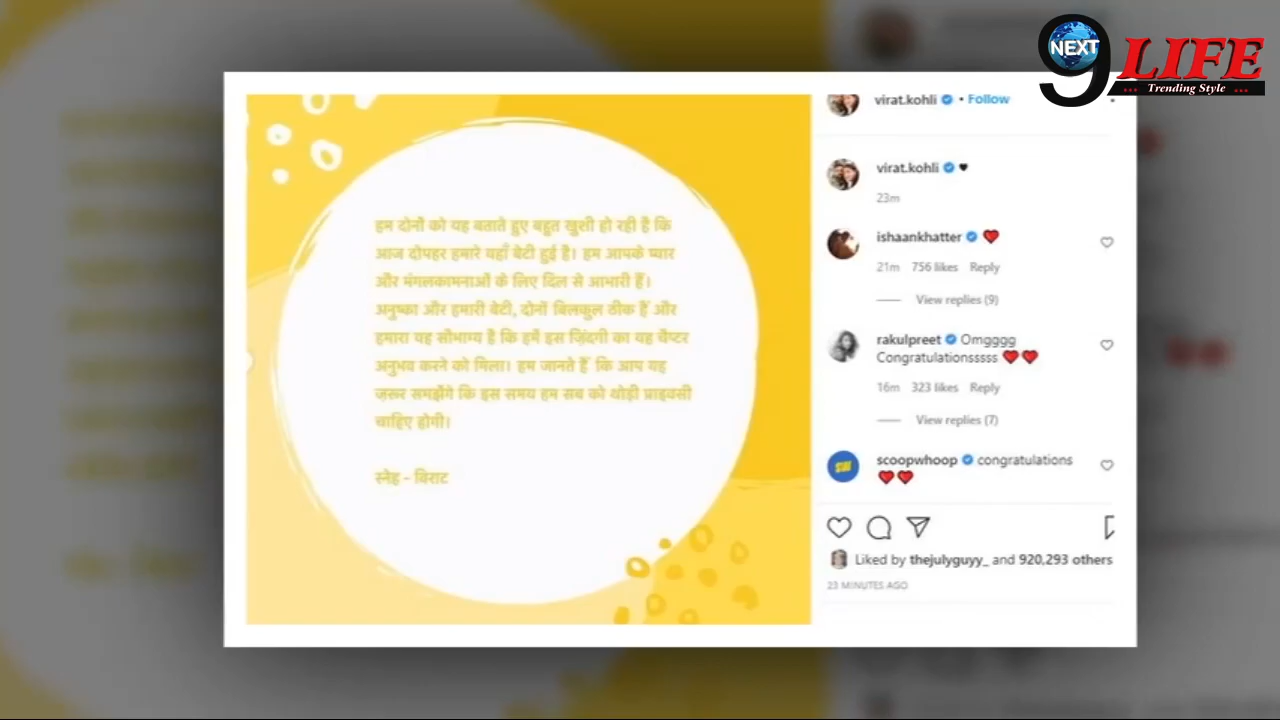 9
NEXT
LIFE
Trending Style
हम दोनों को यह बताते हुए बहुत खुशी हो रही है कि
आज दोपहर हमारे यहाँ बेटी हुई है। हम आपके प्यार
और मंगलकामनाओं के लिए दिल से आभारी हैं।
अनुष्का और हमारी बेटी, दोनों बिलकुल ठीक हैं और
हमारा यह सौभाग्य है कि हमें इस ज़िंदगी का यह चैप्टर
अनुभव करने को मिला। हम जानते हैं कि आप यह
ज़रूर समझेंगे कि इस समय हम सब को थोड़ी प्राइवसी
चाहिए होगी।
स्नेह - विराट
virat.kohli • Follow
virat.kohli
23m
ishaankhatter
21m 756 likes Reply
View replies (9)
rakulpreet Omgggg
Congratulationsssss
16m 323 likes Reply
View replies (7)
scoopwhoop congratulations
Liked by thejulyguyy_ and 920,293 others
23 MINUTES AGO